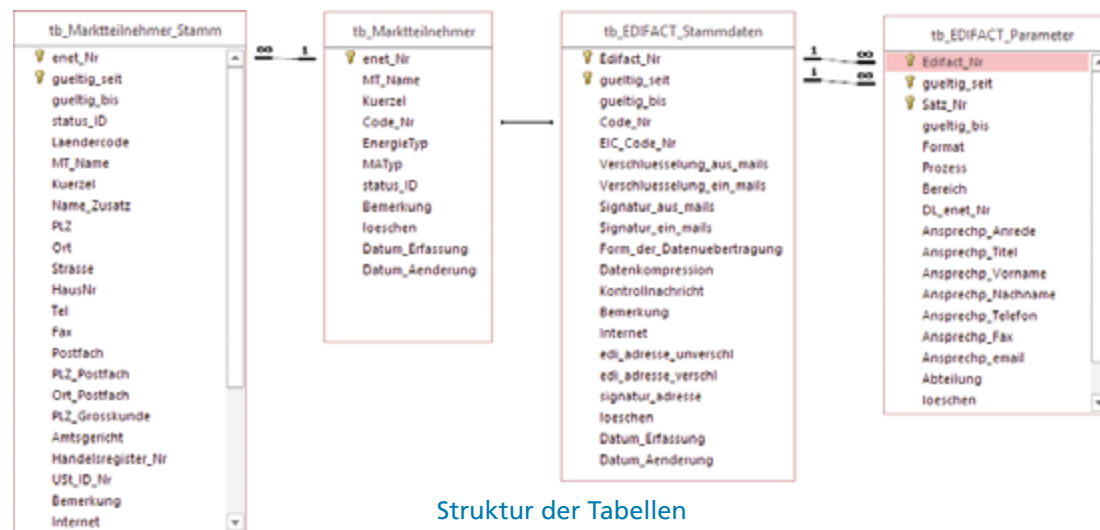 tb_Marktteilnehmer_Stamm
enet_Nr
gueltig_seit
gueltig_bis
status_ID
Laendercode
MT_Name
Kuerzel
Name_Zusatz
PLZ
Ort
Strasse
HausNr
Tel
Fax
Postfach
PLZ_Postfach
Ort_Postfach
PLZ_Grosskunde
Amtsgericht
Handelsregister_Nr
USt_ID_Nr
Bemerkung
Internet
∞ 1
tb_Marktteilnehmer
enet_Nr
MT_Name
Kuerzel
Code_Nr
EnergieTyp
MATyp
status_ID
Bemerkung
loeschen
Datum_Erfassung
Datum_Aenderung
tb_EDIFACT_Stammdaten
Edifact_Nr
gueltig_seit
gueltig_bis
Code_Nr
EIC_Code_Nr
Verschluesselung_aus_mails
Verschluesselung_ein_mails
Signatur_aus_mails
Signatur_ein_mails
Form_der_Datenuebertragung
Datenkompression
Kontrollnachricht
Bemerkung
Internet
edi_adresse_unverschl
edi_adresse_verschl
signatur_adresse
loeschen
Datum_Erfassung
Datum_Aenderung
1 ∞
1 ∞
tb_EDIFACT_Parameter
Edifact_Nr
gueltig_seit
Satz_Nr
gueltig_bis
Format
Prozess
Bereich
DL_enet_Nr
Ansprechp_Anrede
Ansprechp_Titel
Ansprechp_Vorname
Ansprechp_Nachname
Ansprechp_Telefon
Ansprechp_Fax
Ansprechp_email
Abteilung
loeschen
Struktur der Tabellen